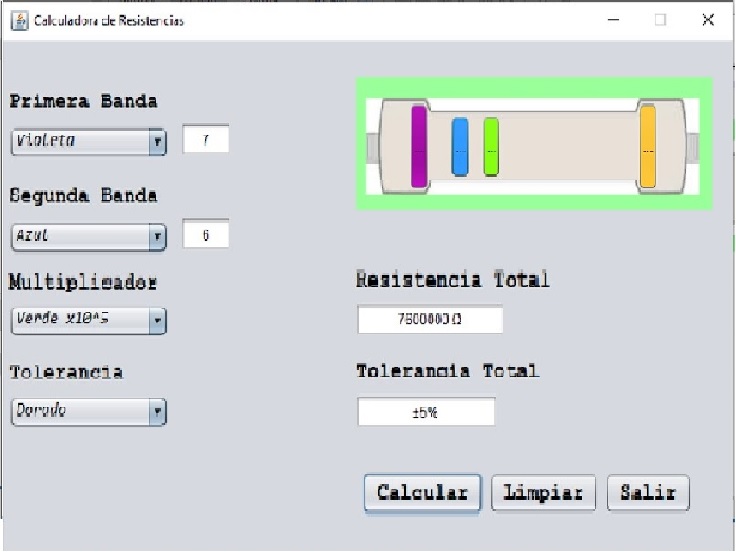 Calculadora de Resistencias
Primera Banda
Violeta
7
Segunda Banda
Azul
6
Multiplicador
Verde x10^5
Tolerancia
Dorado
Resistencia Total
7600000Ω
Tolerancia Total
±5%
Calcular
Limpiar
Salir